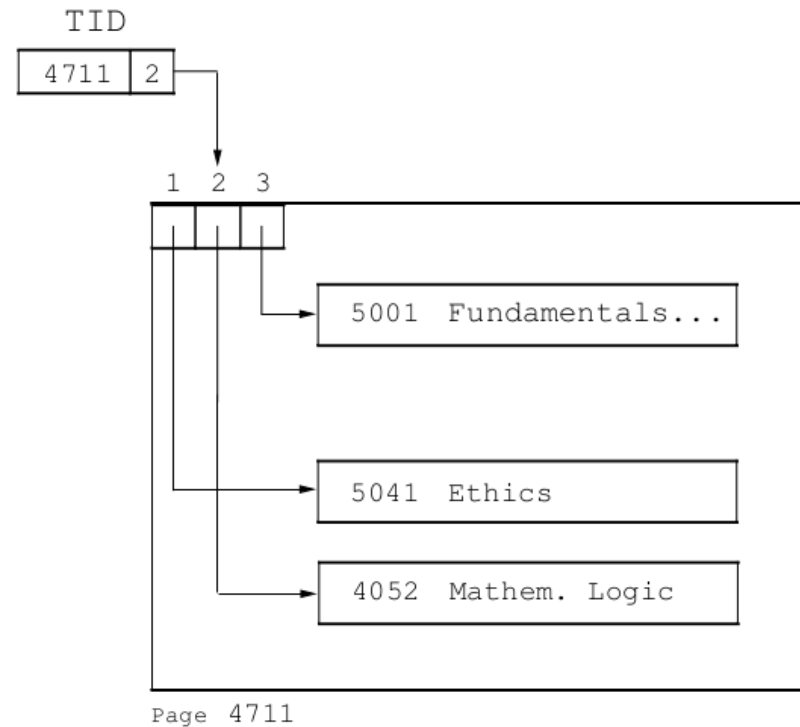 TID
4711 2
1 2 3
5001 Fundamentals...
5041 Ethics
4052 Mathem. Logic
Page 4711